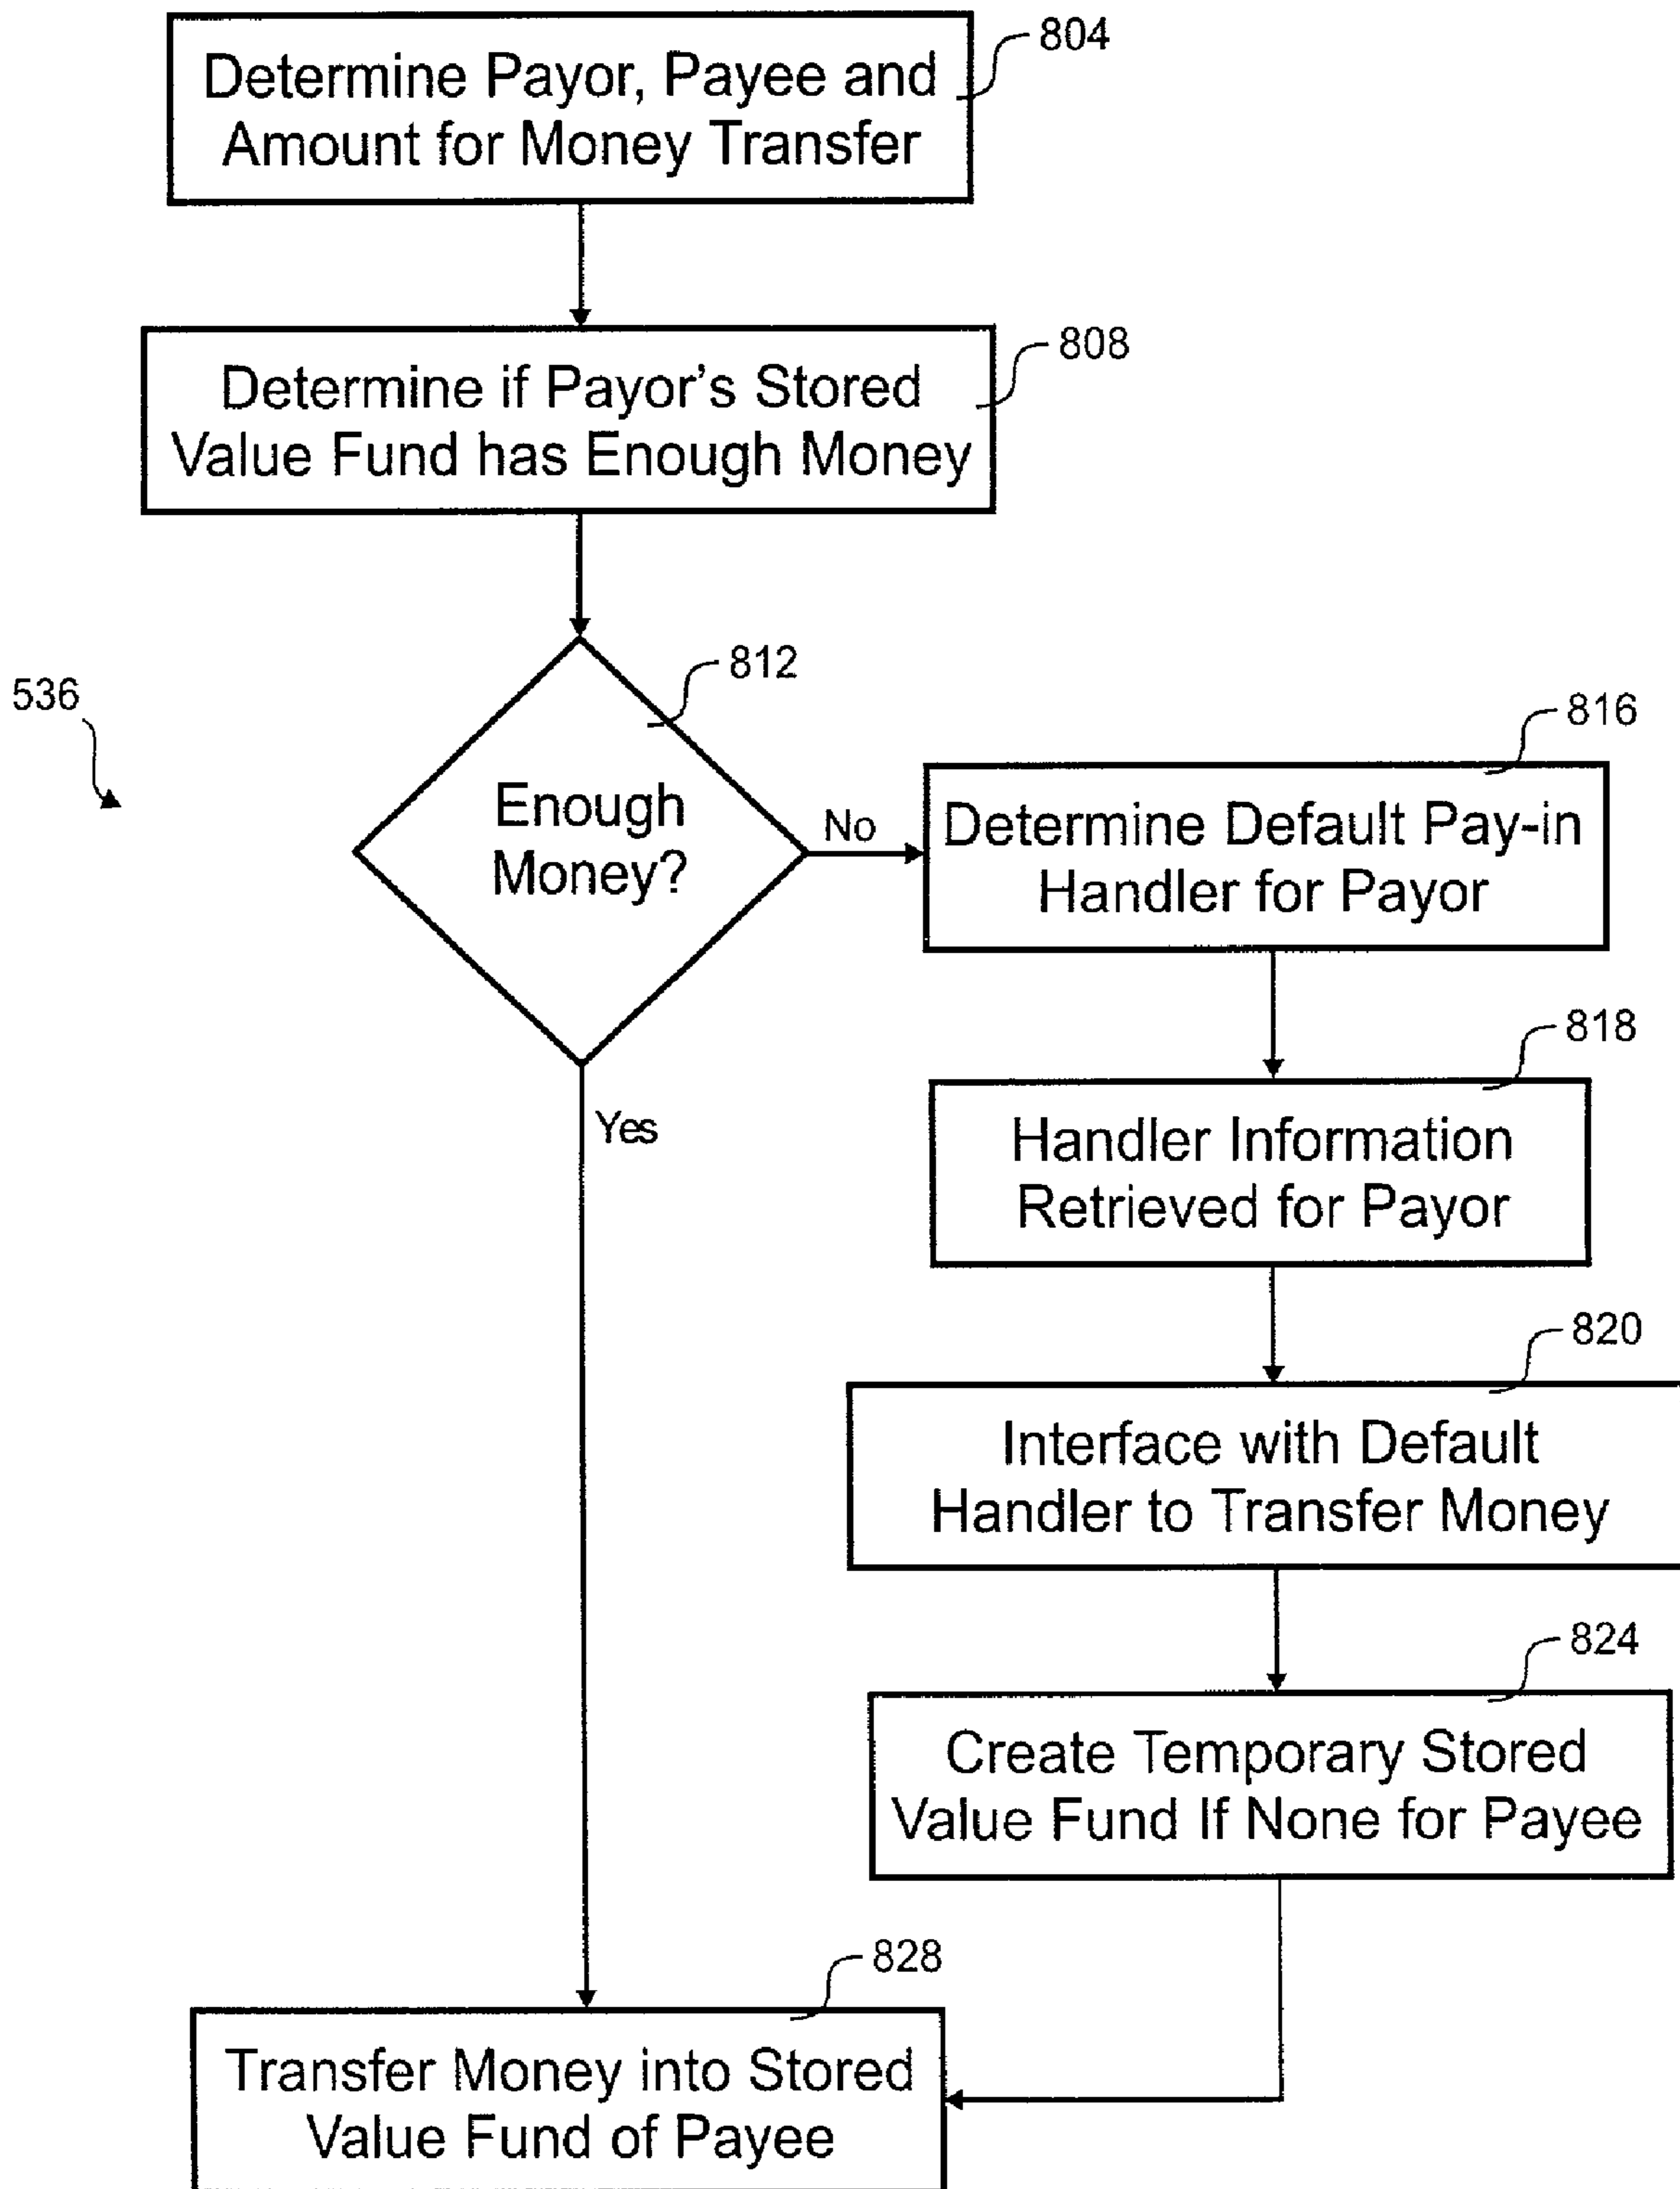 804
Determine Payor, Payee and
Amount for Money Transfer
808
Determine if Payor's Stored
Value Fund has Enough Money
812
536
Enough
Money?
No
816
Determine Default Pay-in
Handler for Payor
Yes
818
Handler Information
Retrieved for Payor
820
Interface with Default
Handler to Transfer Money
824
Create Temporary Stored
Value Fund If None for Payee
828
Transfer Money into Stored
Value Fund of Payee